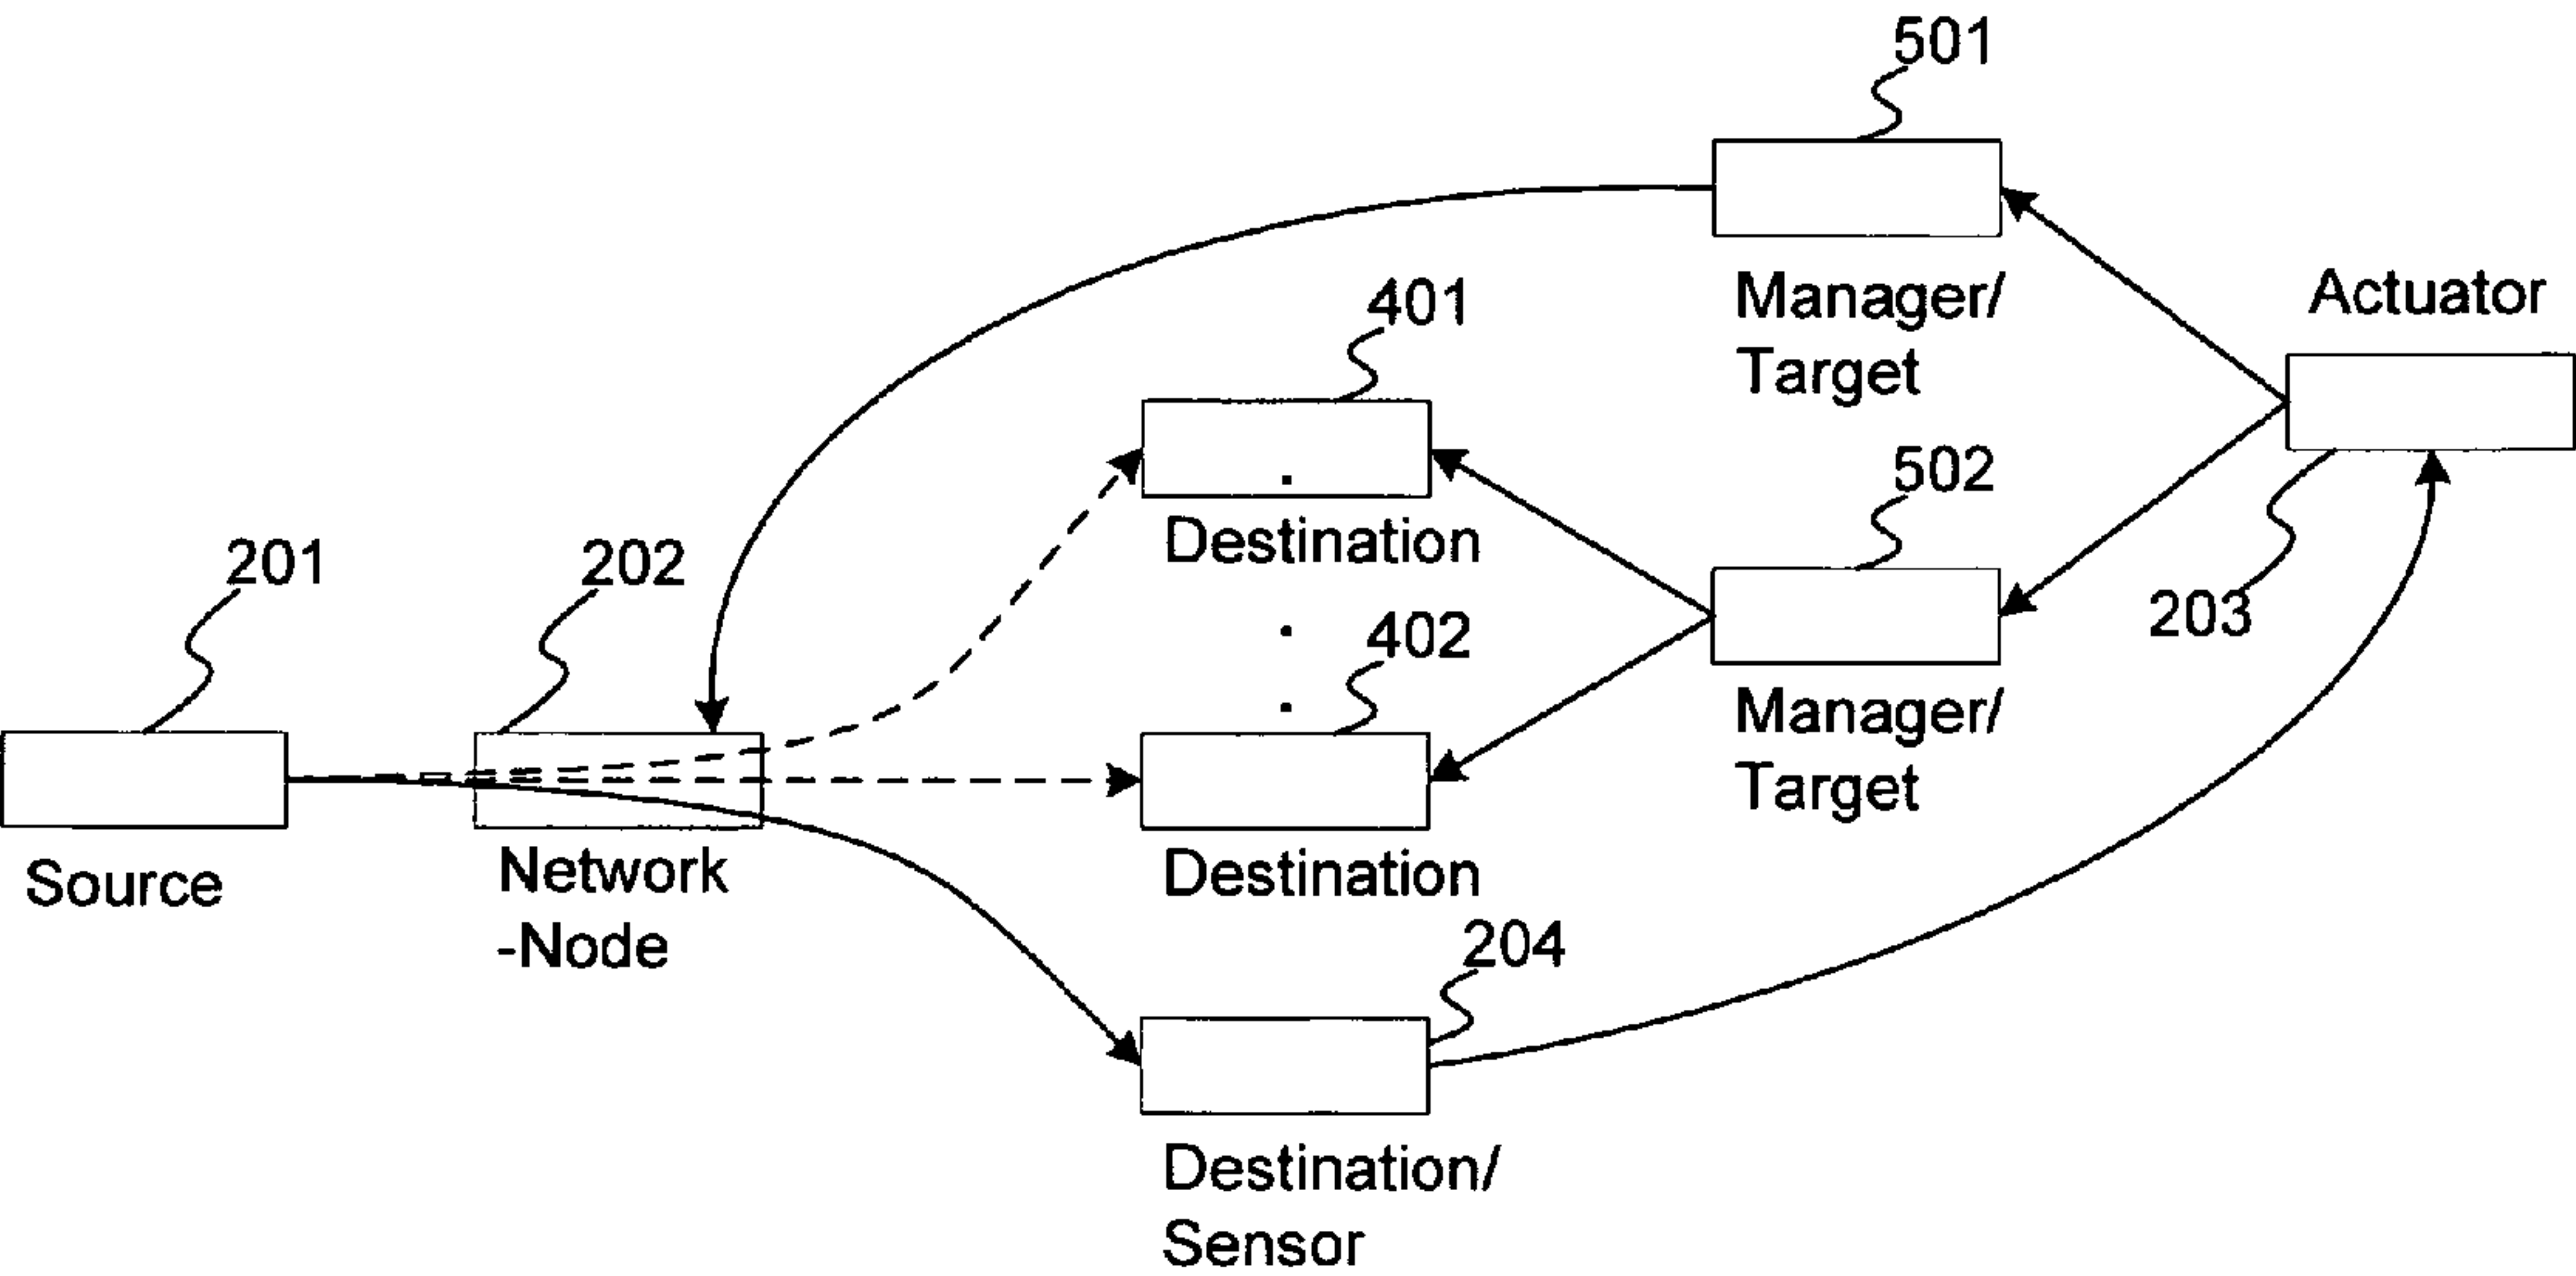 501
Manager/
Target
Actuator
401
Destination
502
203
Manager/
Target
201
202
402
Source
Network
-Node
Destination
204
Destination/
Sensor